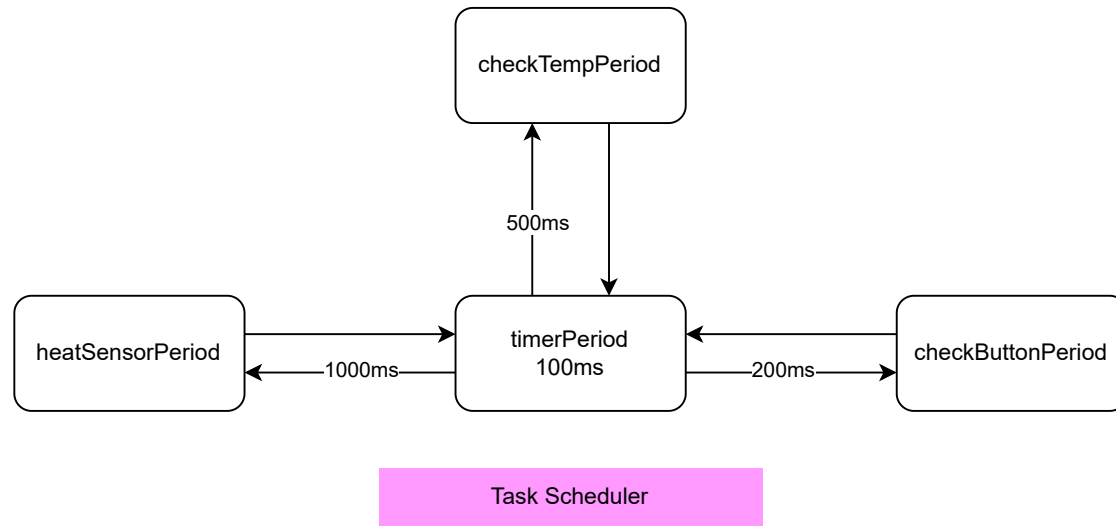 checkTempPeriod
500ms
heatSensorPeriod
1000ms
timerPeriod
100ms
200ms
checkButtonPeriod
Task Scheduler